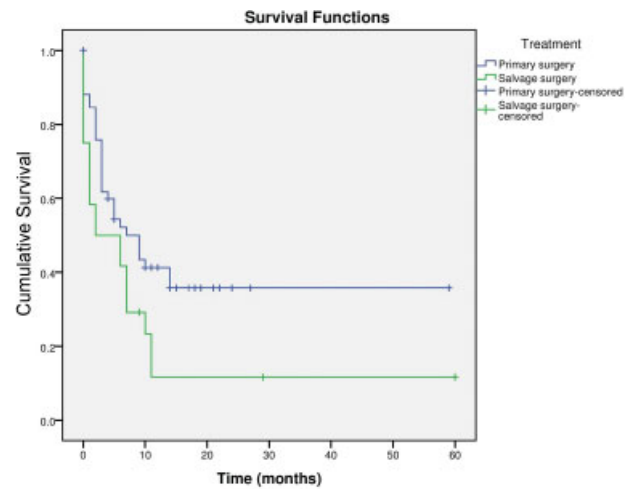 Survival Functions
Treatment
Primary surgery
Salvage surgery
Primary surgery-censored
Salvage surgery-
censored
1.0
0.8
0.6
0.4
0.2
0.0
Cumulative Survival
0 10 20 30 40 50 60
Time (months)